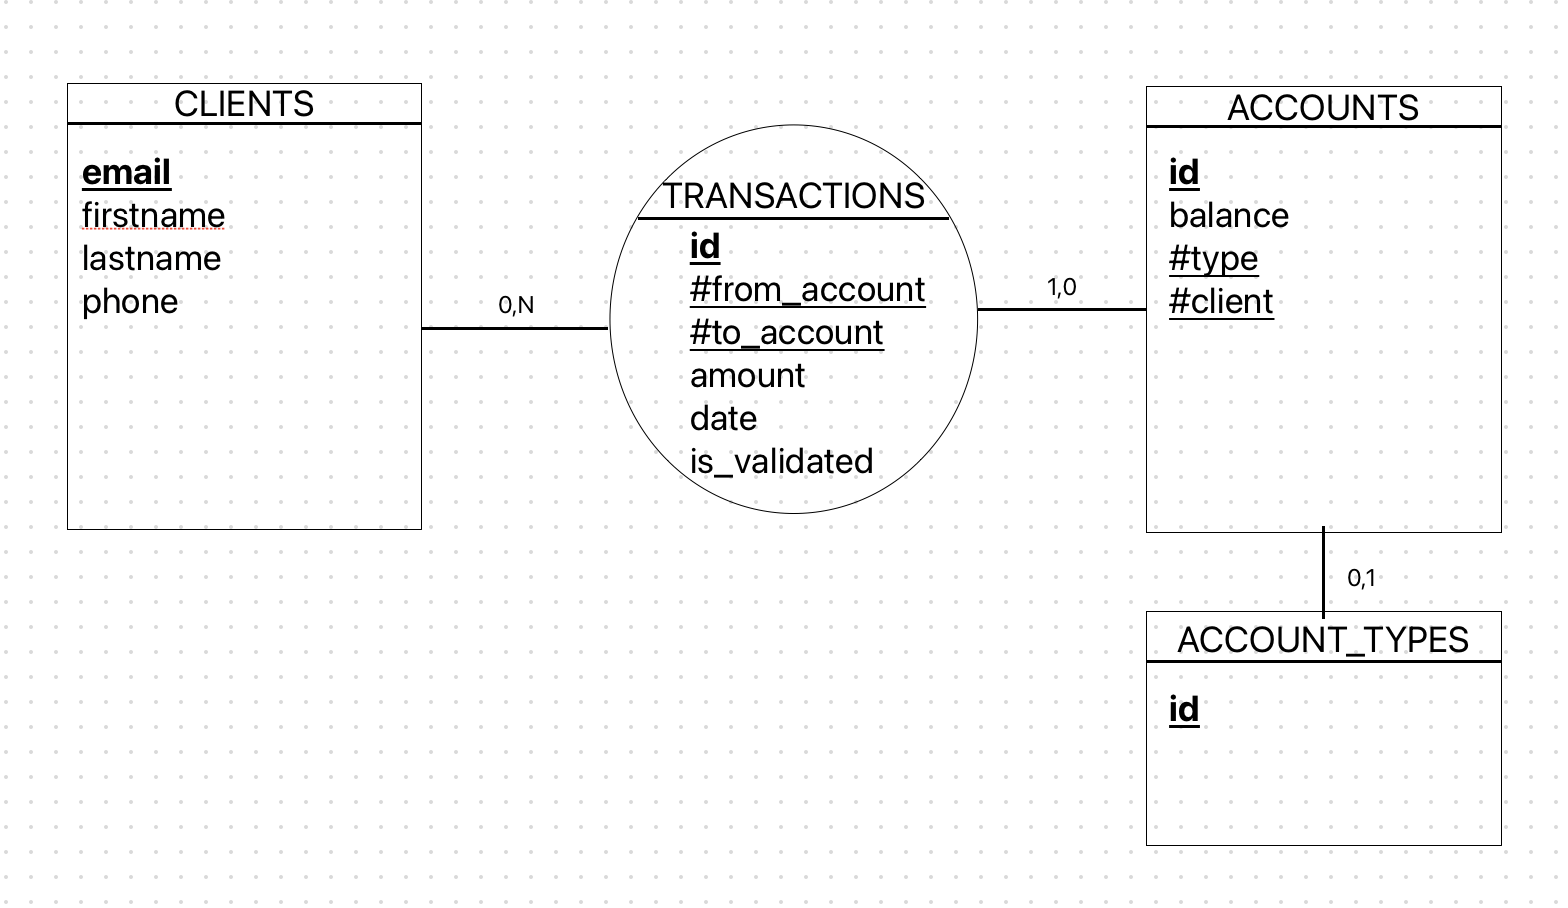 CLIENTS
email
firstname
lastname
phone
0,N
TRANSACTIONS
id
#from_account
#to_account
amount
date
is_validated
1,0
ACCOUNTS
id
balance
#type
#client
0,1
ACCOUNT_TYPES
id